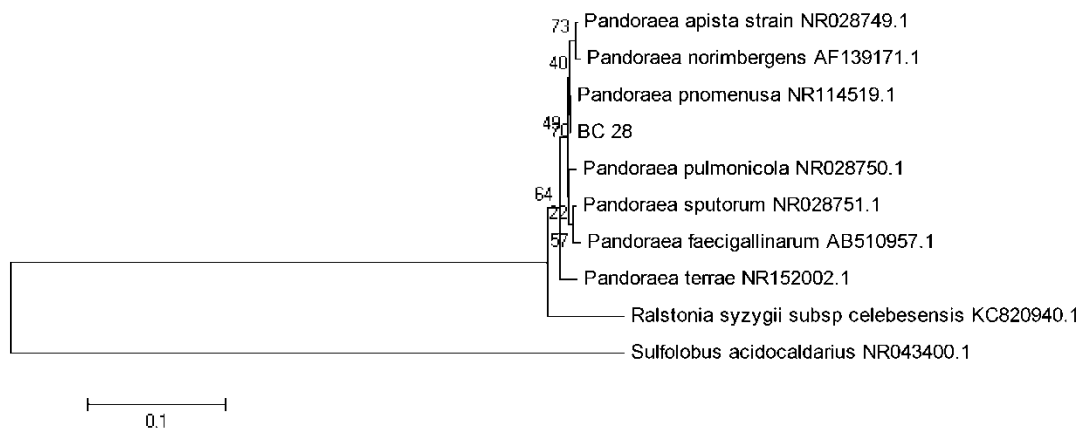 73
Pandoraea apista strain NR028749.1
Pandoraea norimbergens AF139171.1
40
Pandoraea pnomenusa NR114519.1
49
70
BC 28
Pandoraea pulmonicola NR028750.1
64
Pandoraea sputorum NR028751.1
22
57
Pandoraea faecigallinarum AB510957.1
Pandoraea terrae NR152002.1
Ralstonia syzygii subsp celebesensis KC820940.1
Sulfolobus acidocaldarius NR043400.1
0.1